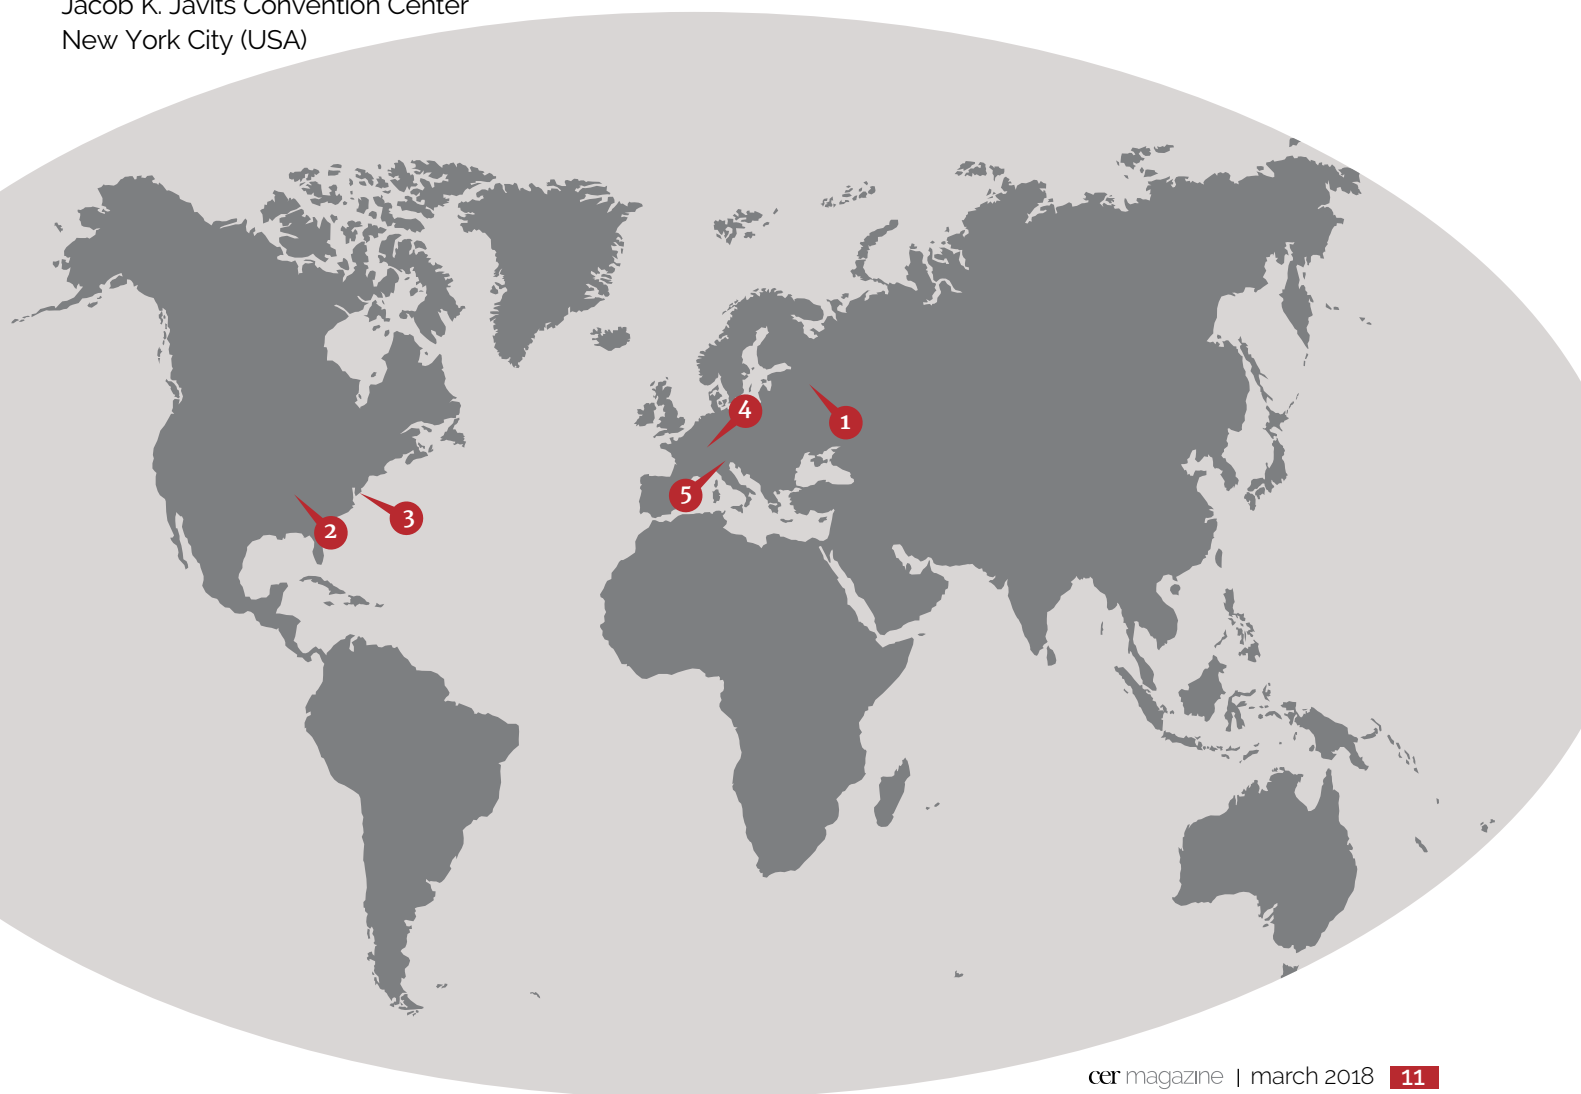 Jacob K. Javits Convention Center
New York City (USA)
4
1
5
3
2
cer magazine | march 2018 11